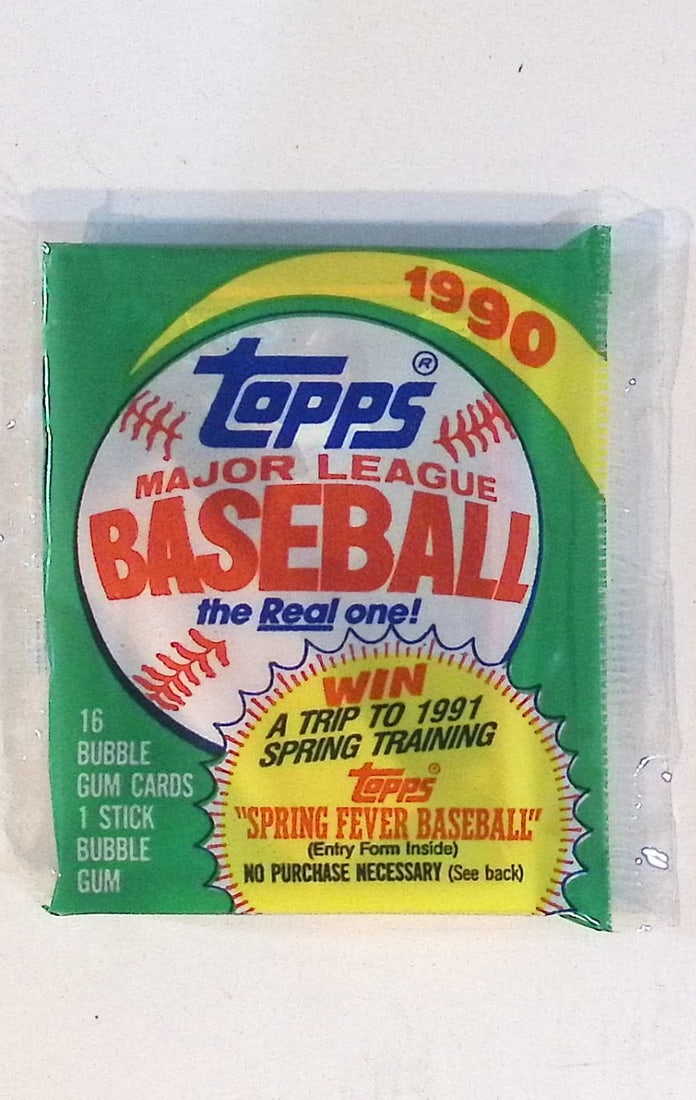 1990
TOPPS®
MAJOR LEAGUE
BASEBALL
the Real one!
WIN
A TRIP TO 1991
SPRING TRAINING
TOPPS®
"SPRING FEVER BASEBALL"
(Entry Form Inside)
NO PURCHASE NECESSARY (See back)
16
BUBBLE
GUM CARDS
1 STICK
BUBBLE
GUM